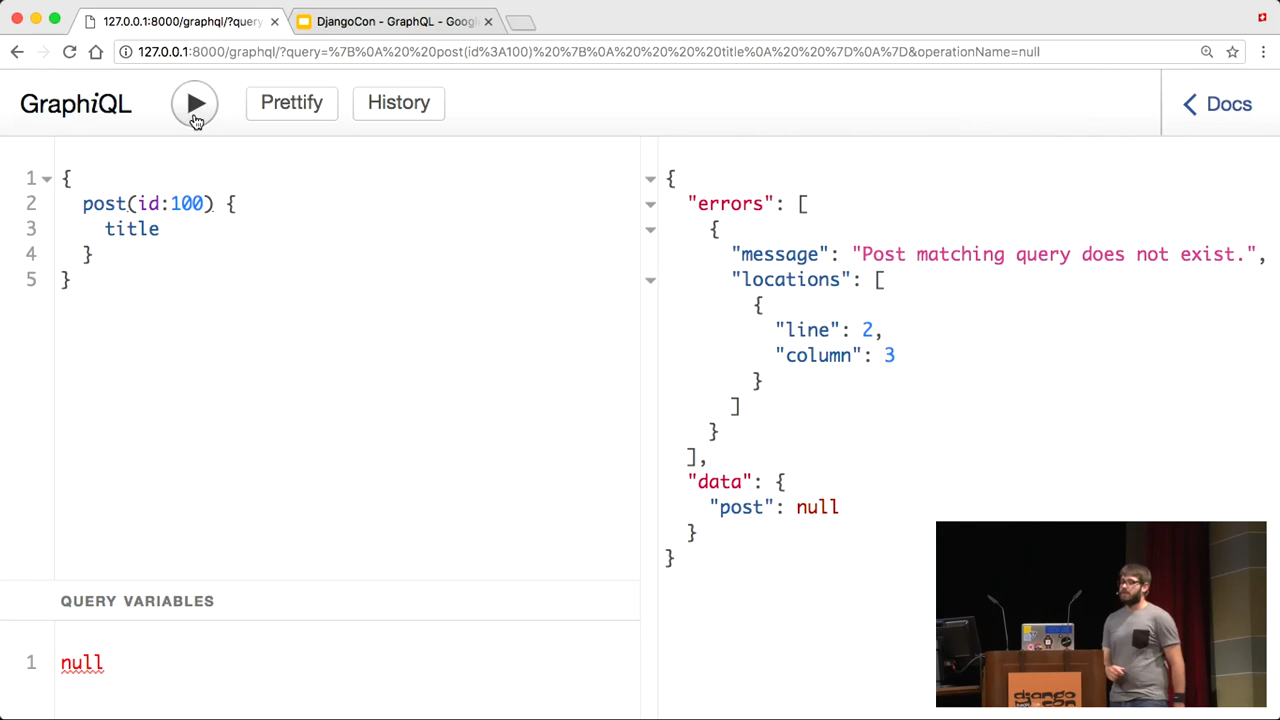 127.0.0.1:8000/graphql/?query
DjangoCon - GraphQL - Googl
127.0.0.1:8000/graphql/?query=%7B%0A%20%20post(id%3A100)%20%7B%0A%20%20%20%20title%0A%20%20%7D%0A%7D&operationName=null
GraphiQL
Prettify
History
Docs
1 {
2 post(id:100) {
3 title
4 }
5 }
{
"errors": [
{
"message": "Post matching query does not exist.",
"locations": [
{
"line": 2,
"column": 3
}
]
}
],
"data": {
"post": null
}
}
QUERY VARIABLES
1 null
django
con